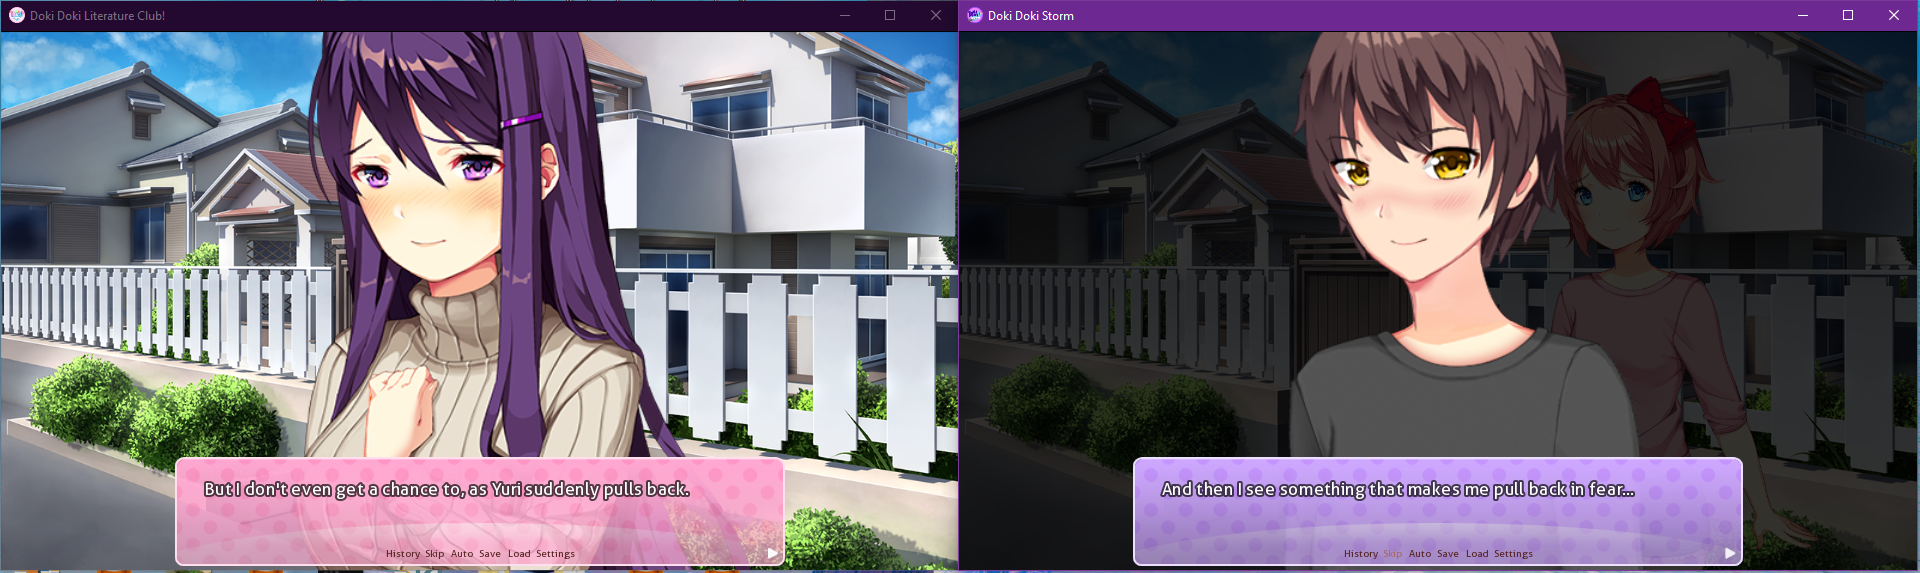 Doki Doki Literature Club!
But I don't even get a chance to, as Yuri suddenly pulls back.
History Skip Auto Save Load Settings
Doki Doki Storm
And then I see something that makes me pull back in fear...
History Skip Auto Save Load Settings